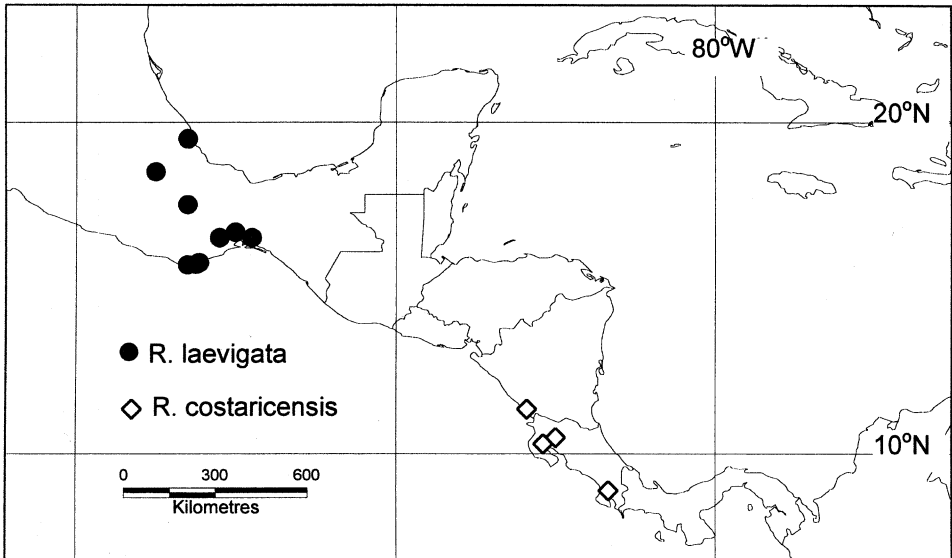 80°W
20°N
R. laevigata
R. costaricensis
10°N
0 300 600
Kilometres